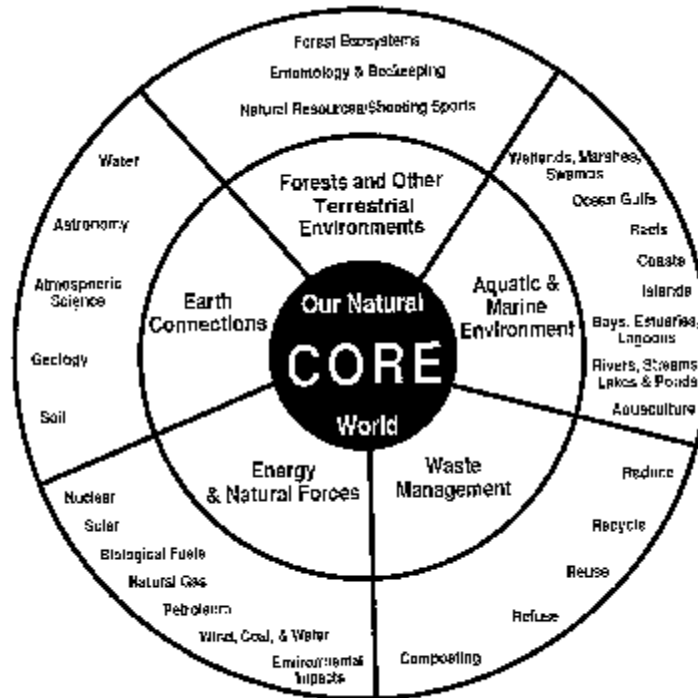 Forest Ecosystems
Entomology & Beekeeping
Natural Resources/Shooting Sports
Forests and Other
Terrestrial
Environments
Wetlands, Marshes,
Swamps
Ocean Gulfs
Reefs
Coasts
Islands
Bays, Estuaries,
Lagoons
Rivers, Streams
Lakes & Ponds
Aquaculture
Aquatic &
Marine
Environment
Water
Astronomy
Atmospheric
Science
Geology
Soil
Earth
Connections
Our Natural
CORE
World
Energy
& Natural Forces
Nuclear
Solar
Biological Fuels
Natural Gas
Petroleum
Wind, Coal, & Water
Environmental
Impacts
Waste
Management
Reduce
Recycle
Reuse
Refuse
Composting